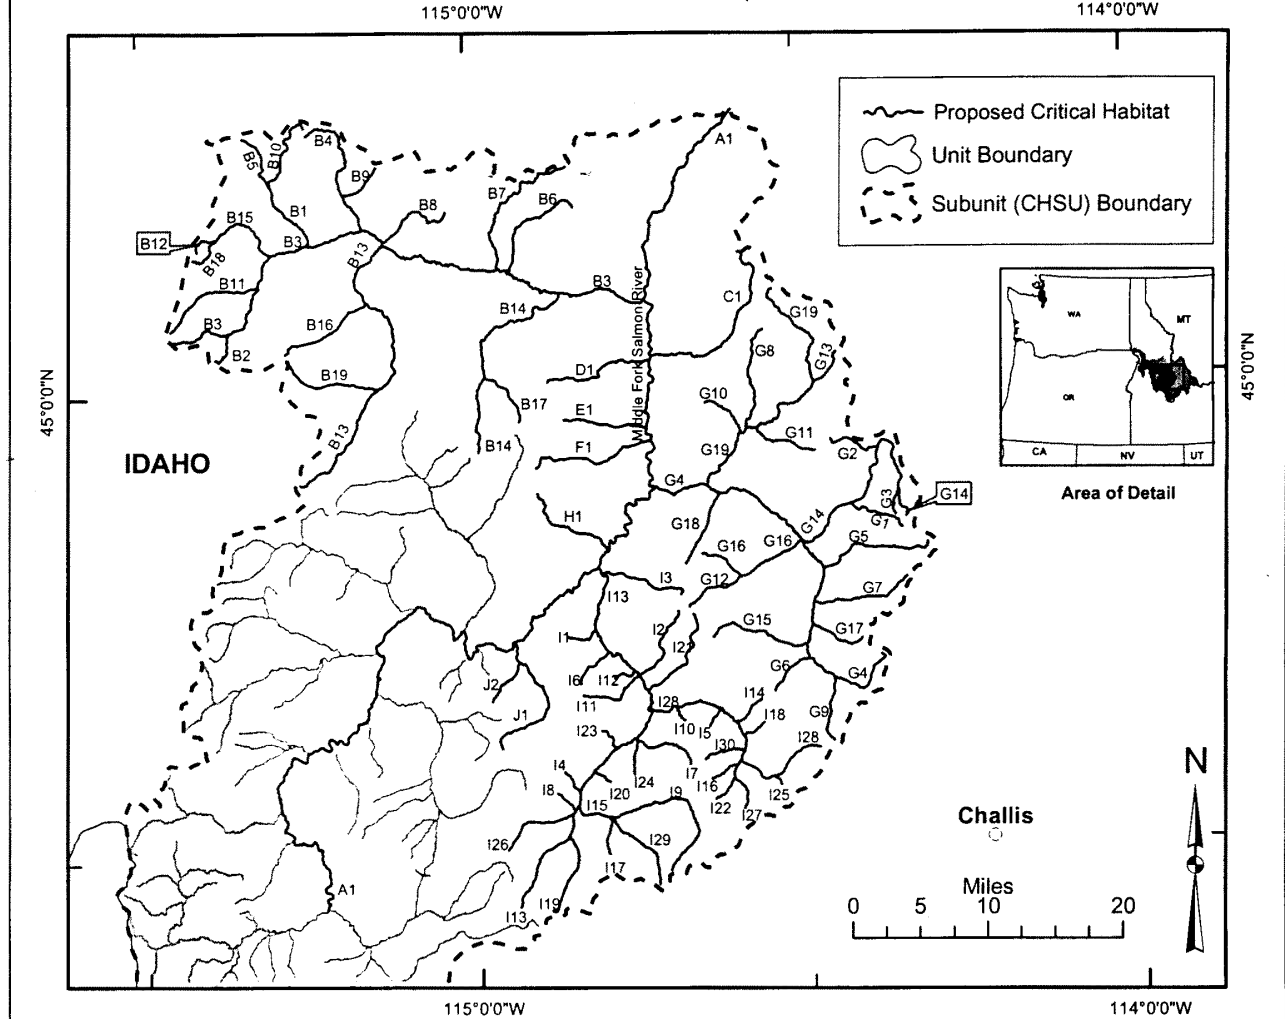 115°0'0"W
114°0'0"W
Proposed Critical Habitat
Unit Boundary
Subunit (CHSU) Boundary
A1
B4
B10
B5
B9
B7
B6
B8
B1
B15
B12
B3
B13
B18
B11
B3
B14
B3
B16
B2
B19
B17
B13
B14
Middle Fork Salmon River
C1
G19
G8
G13
D1
G10
E1
G11
F1
G19
G2
G4
G3
G14
G18
G14
G7
H1
G16
G16
G5
I3
G12
G7
I13
I2
G15
G17
I1
I21
G6
G4
I6
I12
J2
I11
I28
I14
G9
J1
I10
I5
I18
I23
I30
I28
I4
I24
I7
I16
I25
I8
I20
I9
I22
I27
I15
I26
I29
I17
A1
I13
I19
WA
MT
OR
CA
NV
UT
Area of Detail
45°0'0"N
45°0'0"N
IDAHO
N
Challis
Miles
0 5 10 20
115°0'0"W
114°0'0"W